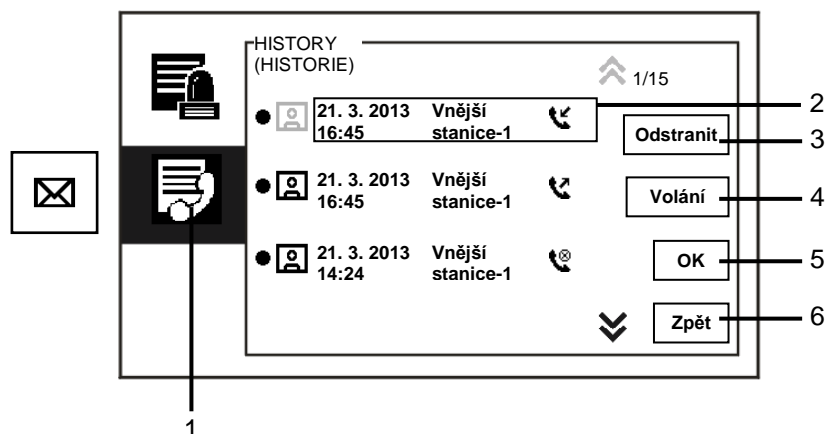 HISTORY
(HISTORIE)
1/15
21. 3. 2013 Vnější
16:45 stanice-1
21. 3. 2013 Vnější
16:45 stanice-1
21. 3. 2013 Vnější
14:24 stanice-1
Odstranit
Volání
OK
Zpět
2
3
4
5
6
1